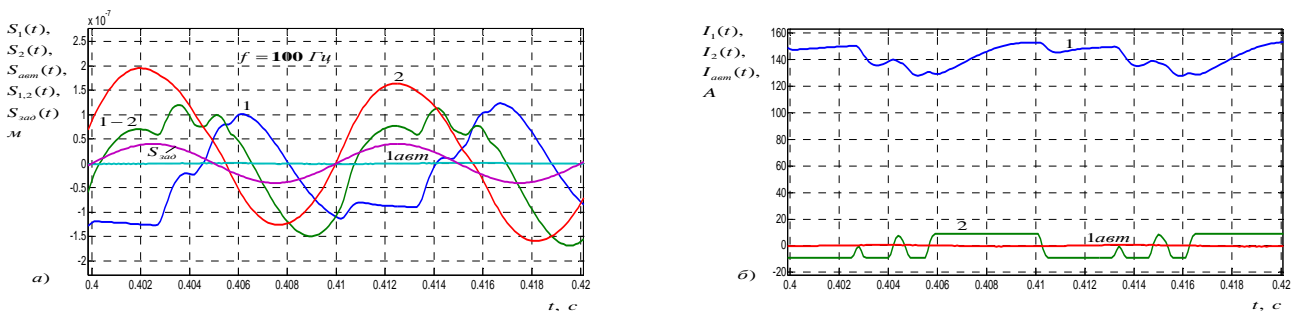 S₁(t),
S₂(t),
S_авт(t),
S₁,₂(t),
S_зад(t)
м
x 10⁻⁷
2.5
2
1.5
1
0.5
0
-0.5
-1
-1.5
-2
f = 100 Гц
2
1
1−2
S_зад
1авт
0.4 0.402 0.404 0.406 0.408 0.41 0.412 0.414 0.416 0.418 0.42
а)
t, с
I₁(t),
I₂(t),
I_авт(t),
А
160
140
120
100
80
60
40
20
0
-20
1
2
1авт
0.4 0.402 0.404 0.406 0.408 0.41 0.412 0.414 0.416 0.418 0.42
б)
t, с